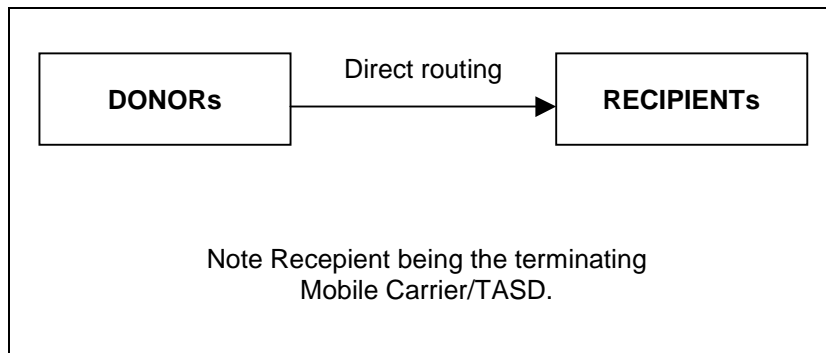 Direct routing
DONORs
RECIPIENTs
Note Recepient being the terminating
Mobile Carrier/TASD.